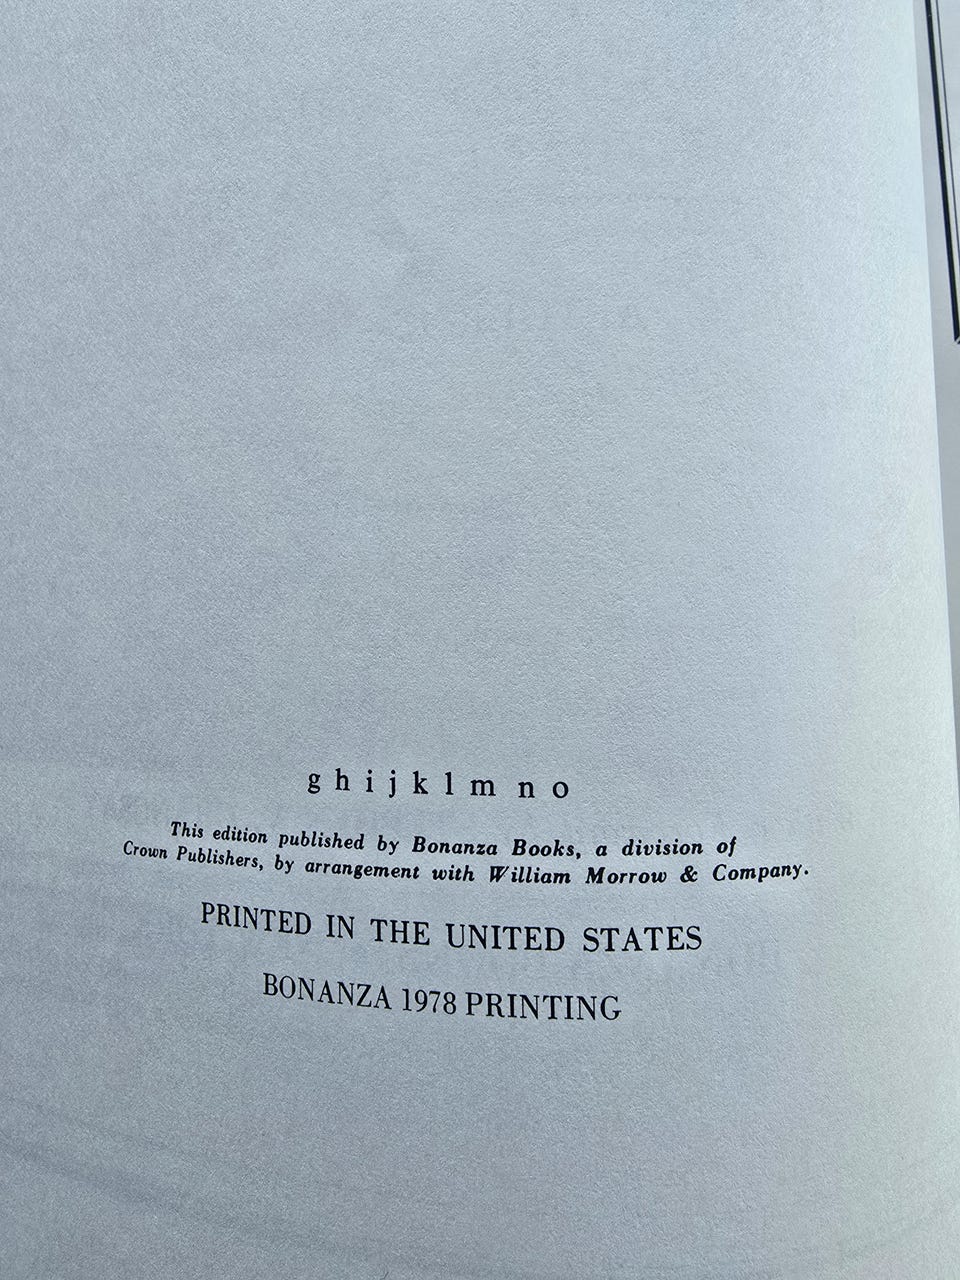 g h i j k l m n o
This edition published by Bonanza Books, a division of
Crown Publishers, by arrangement with William Morrow & Company.
PRINTED IN THE UNITED STATES
BONANZA 1978 PRINTING